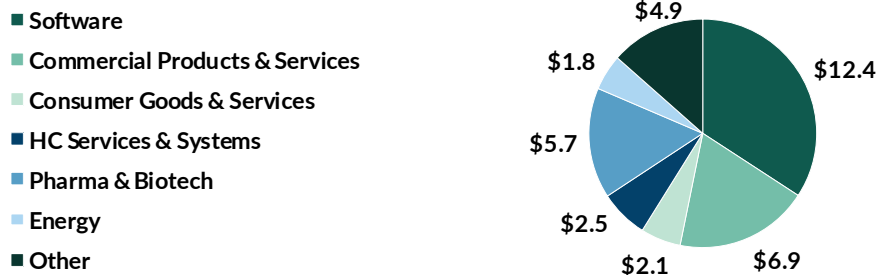 Software
Commercial Products & Services
Consumer Goods & Services
HC Services & Systems
Pharma & Biotech
Energy
Other
$4.9
$12.4
$1.8
$5.7
$2.5
$2.1
$6.9